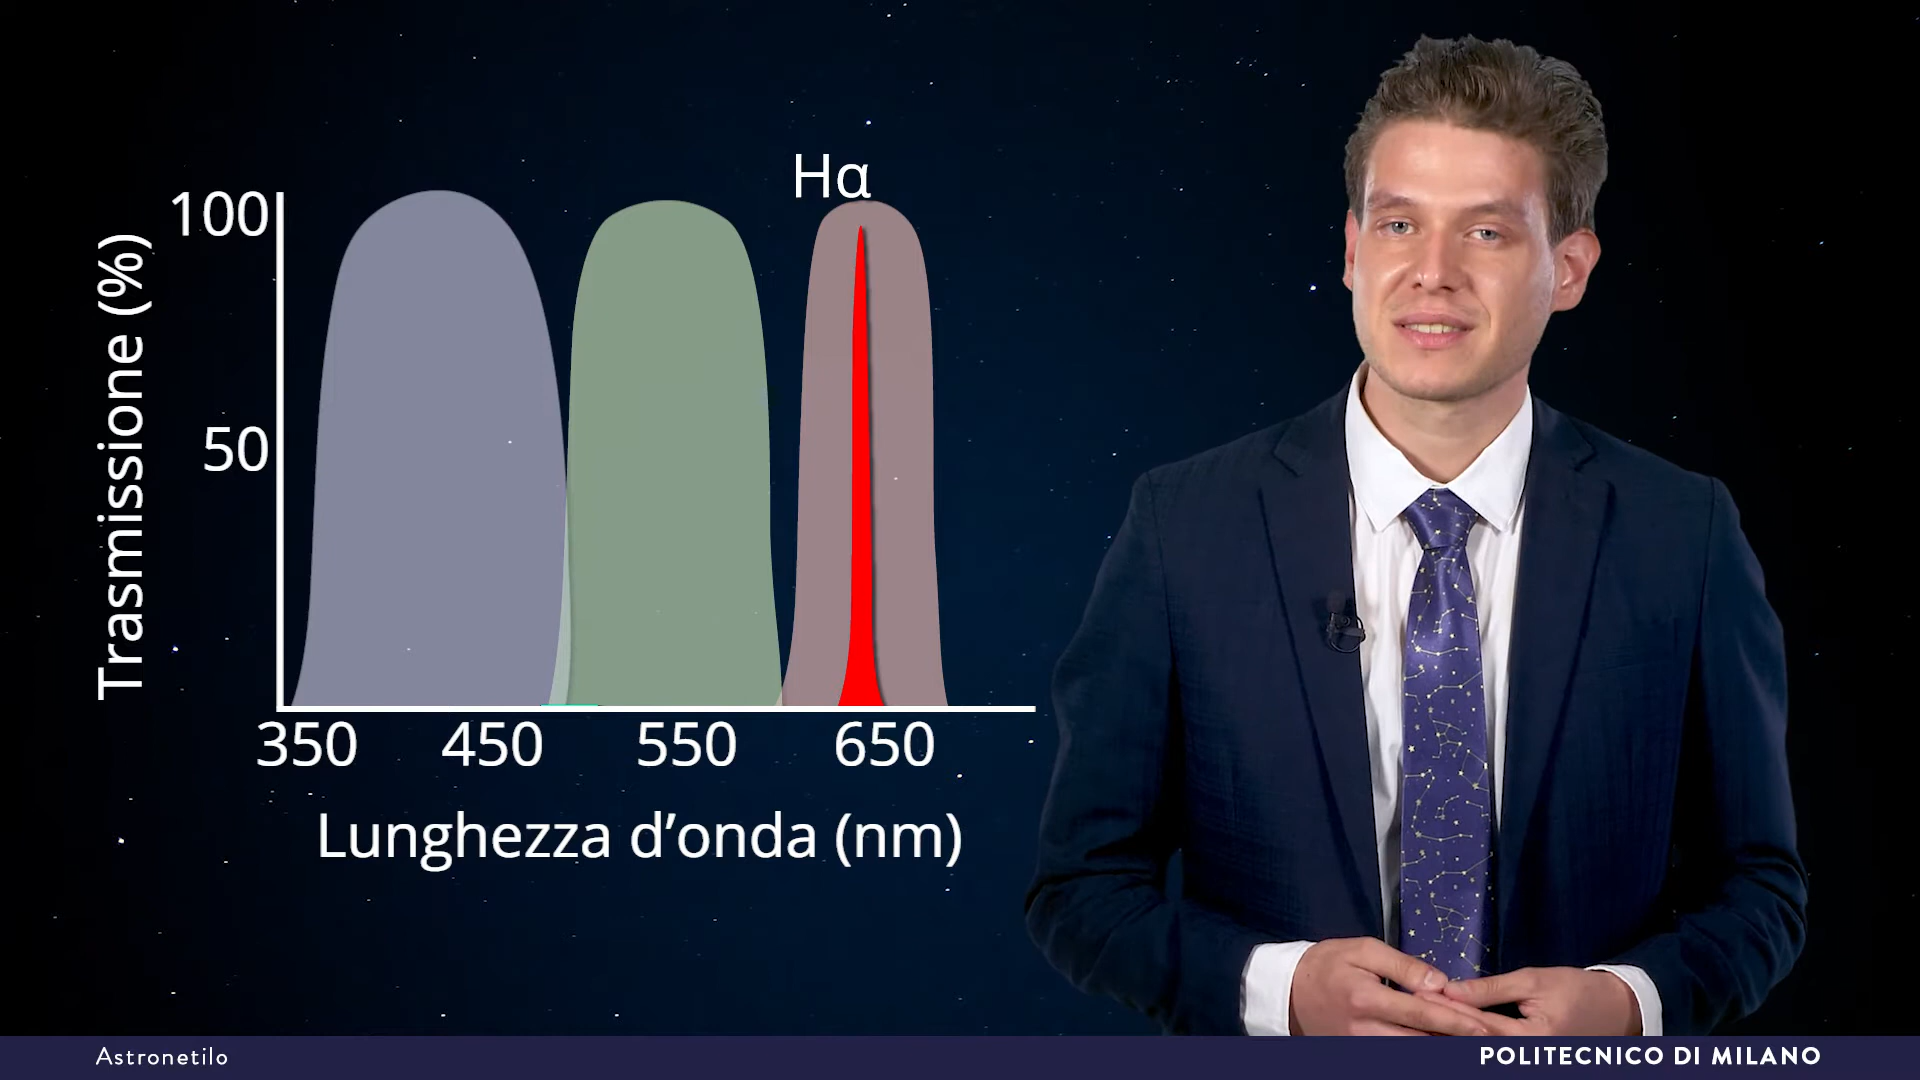 Hα
100
50
Trasmissione (%)
350 450 550 650
Lunghezza d’onda (nm)
Astronetilo
POLITECNICO DI MILANO